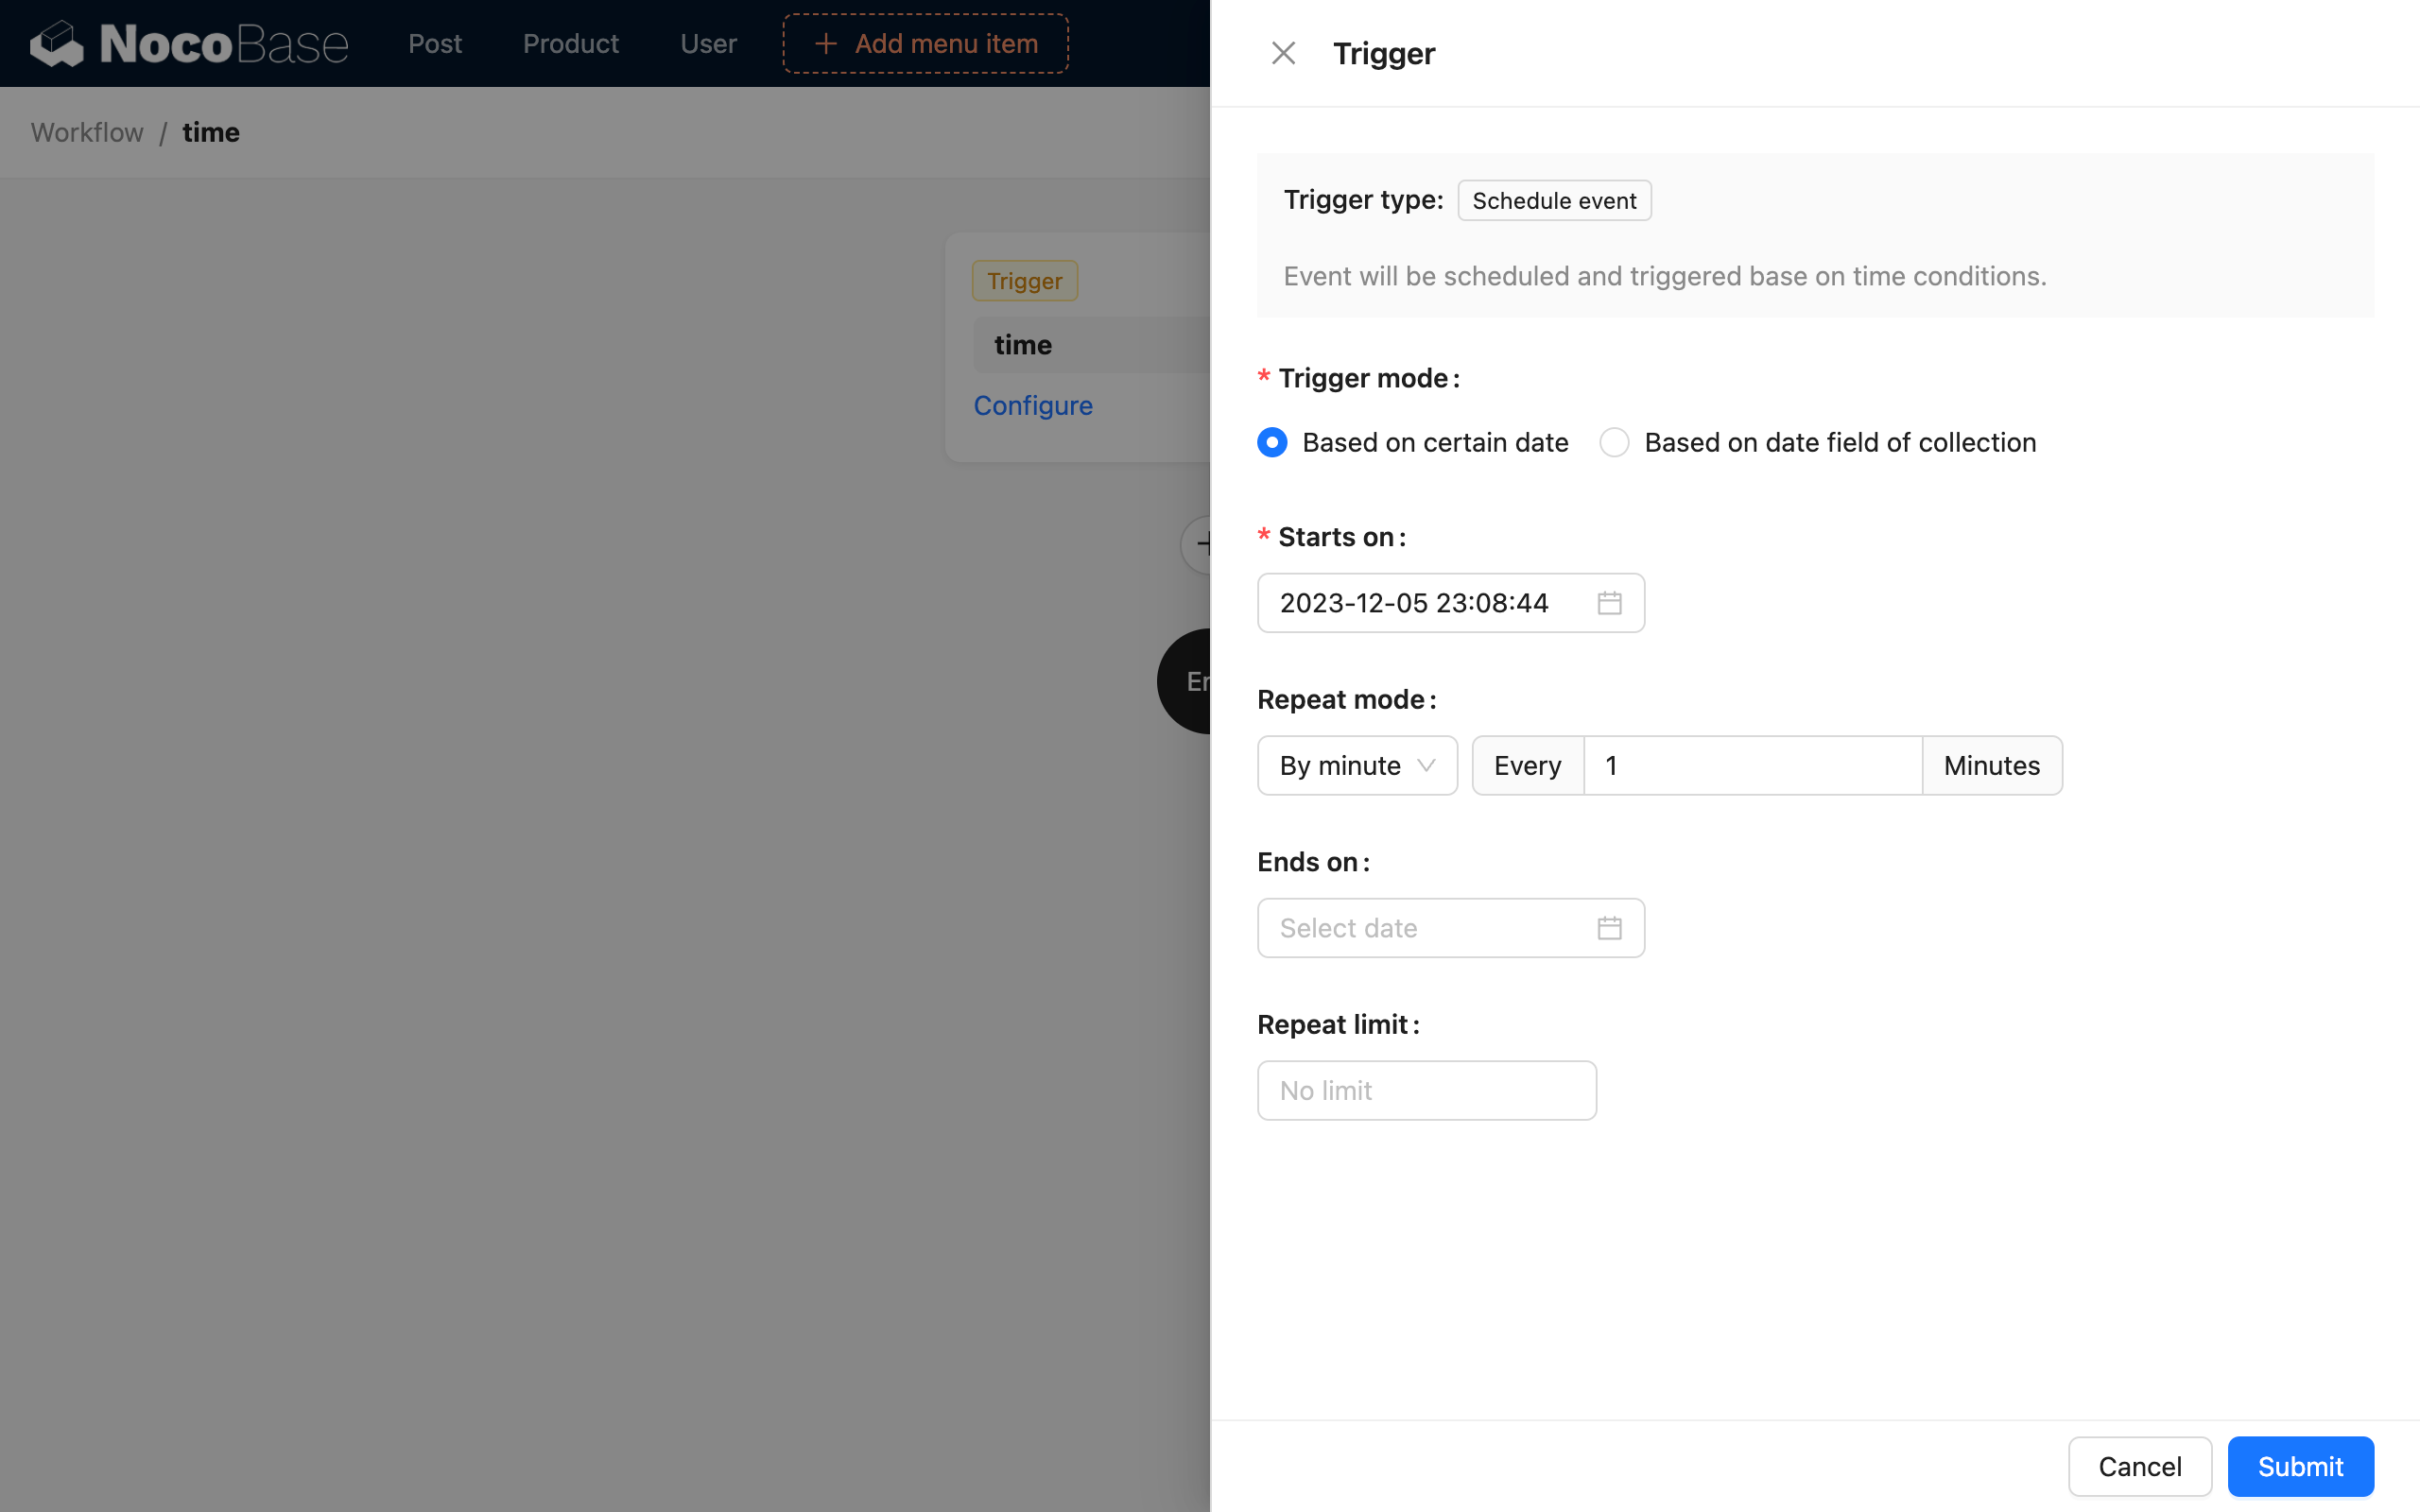 NocoBase Post Product User + Add menu item
Workflow / time
Trigger
time
Configure
Trigger
Trigger type: Schedule event
Event will be scheduled and triggered base on time conditions.
* Trigger mode:
Based on certain date Based on date field of collection
* Starts on:
2023-12-05 23:08:44
Repeat mode:
By minute Every 1 Minutes
Ends on:
Select date
Repeat limit:
No limit
Cancel Submit